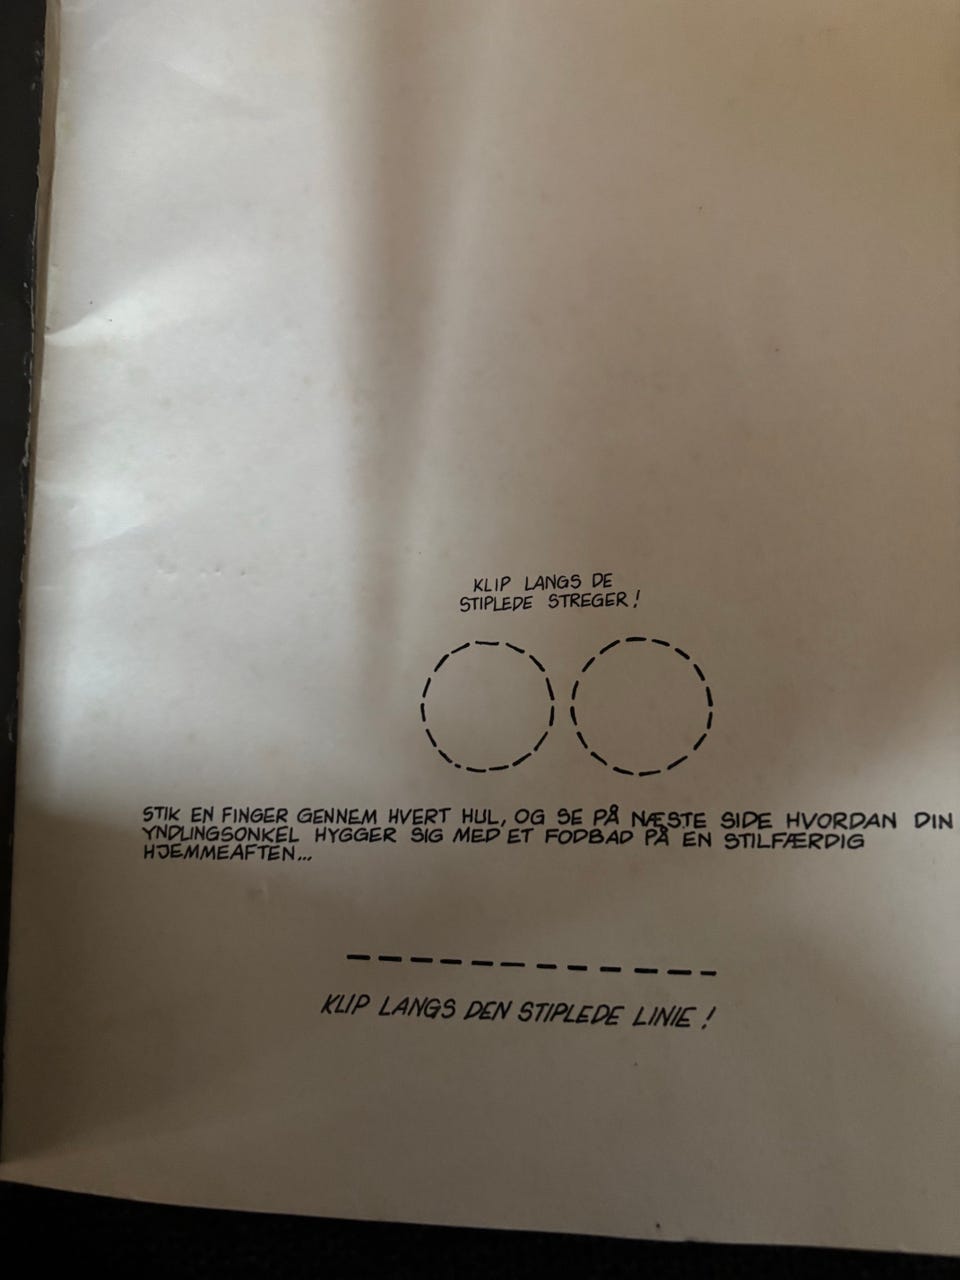 KLIP LANGS DE
STIPLEDE STREGER!
STIK EN FINGER GENNEM HVERT HUL, OG SE PÅ NÆSTE SIDE HVORDAN DIN
YNDLINGSONKEL HYGGER SIG MED ET FODBAD PÅ EN STILFÆRDIG
HJEMMEAFTEN...
KLIP LANGS DEN STIPLEDE LINIE!